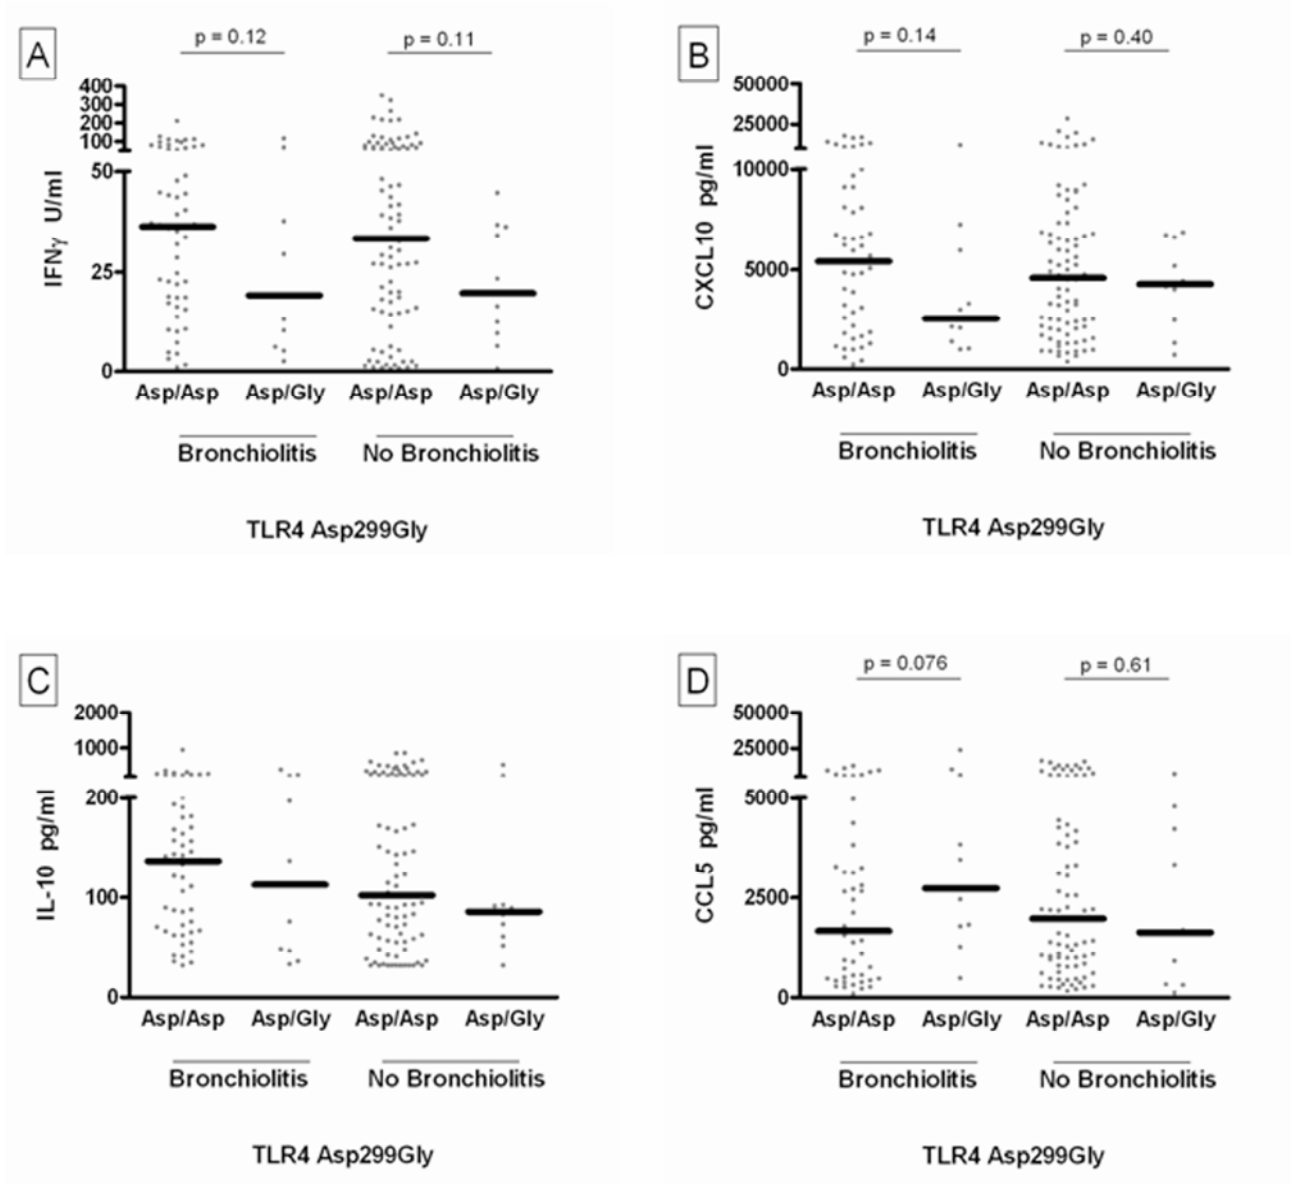 A
p = 0.12
p = 0.11
IFNγ U/ml
400
300
200
100
50
25
0
Asp/Asp Asp/Gly Asp/Asp Asp/Gly
Bronchiolitis No Bronchiolitis
TLR4 Asp299Gly
B
p = 0.14
p = 0.40
CXCL10 pg/ml
50000
25000
10000
5000
0
Asp/Asp Asp/Gly Asp/Asp Asp/Gly
Bronchiolitis No Bronchiolitis
TLR4 Asp299Gly
C
IL-10 pg/ml
2000
1000
200
100
0
Asp/Asp Asp/Gly Asp/Asp Asp/Gly
Bronchiolitis No Bronchiolitis
TLR4 Asp299Gly
D
p = 0.076
p = 0.61
CCL5 pg/ml
50000
25000
5000
2500
0
Asp/Asp Asp/Gly Asp/Asp Asp/Gly
Bronchiolitis No Bronchiolitis
TLR4 Asp299Gly